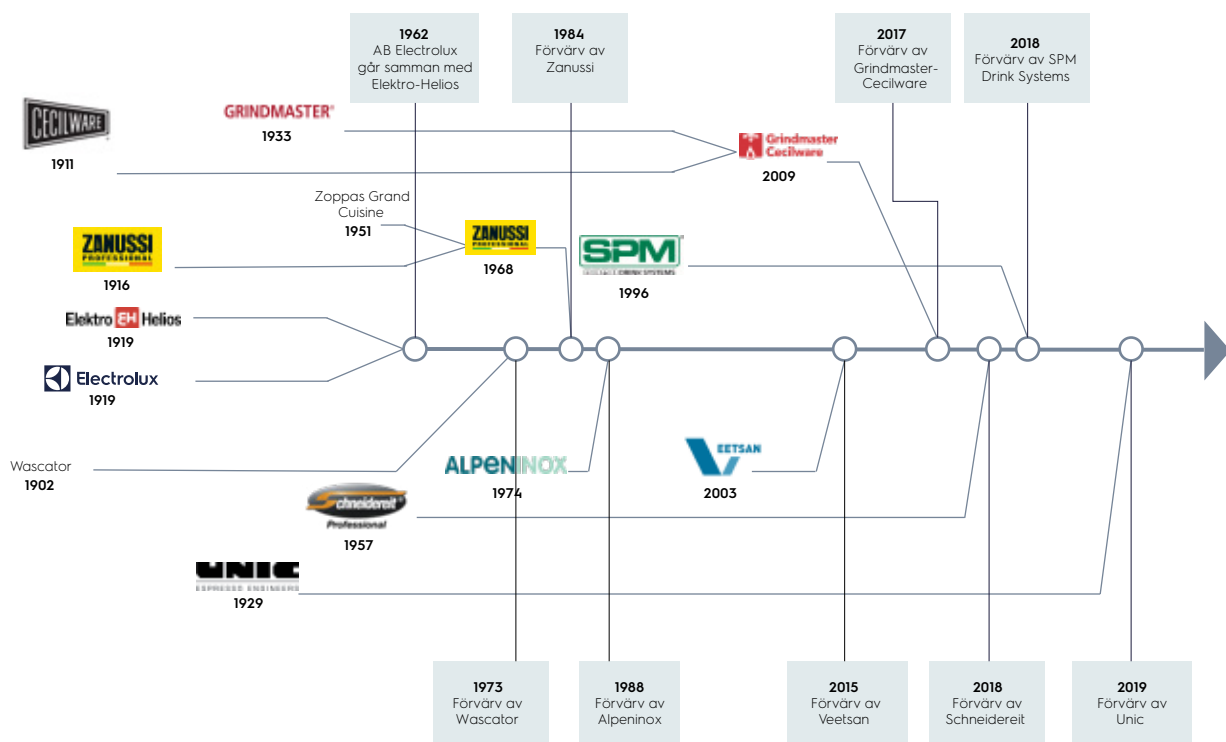 1962
AB Electrolux
går samman med
Elektro-Helios
1984
Förvärv av
Zanussi
2017
Förvärv av
Grindmaster-
Cecilware
2018
Förvärv av SPM
Drink Systems
CECILWARE
1911
GRINDMASTER®
1933
Grindmaster
Cecilware
2009
Zoppas Grand
Cuisine
1951
ZANUSSI
PROFESSIONAL
1916
ZANUSSI
PROFESSIONAL
1968
SPM
DRINK SYSTEMS
1996
Elektro EH Helios
1919
Electrolux
1919
Wascator
1902
ALPENINOX
1974
VEETSAN
2003
Schneidereit®
Professional
1957
UNIC
ESPRESSO ENGINEERS
1929
1973
Förvärv av
Wascator
1988
Förvärv av
Alpeninox
2015
Förvärv av
Veetsan
2018
Förvärv av
Schneidereit
2019
Förvärv av
Unic